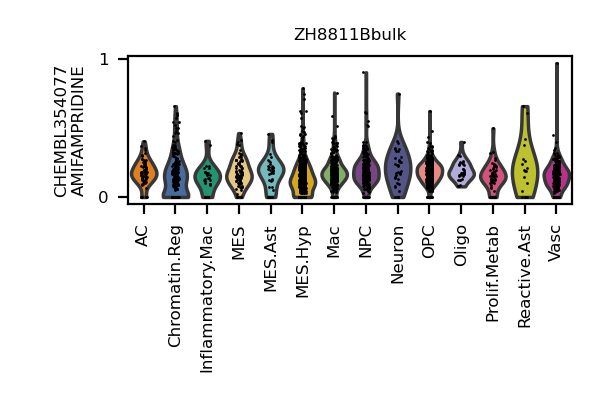 ZH8811Bbulk
CHEMBL354077
AMIFAMPRIDINE
1
0
AC
Chromatin.Reg
Inflammatory.Mac
MES
MES.Ast
MES.Hyp
Mac
NPC
Neuron
OPC
Oligo
Prolif.Metab
Reactive.Ast
Vasc